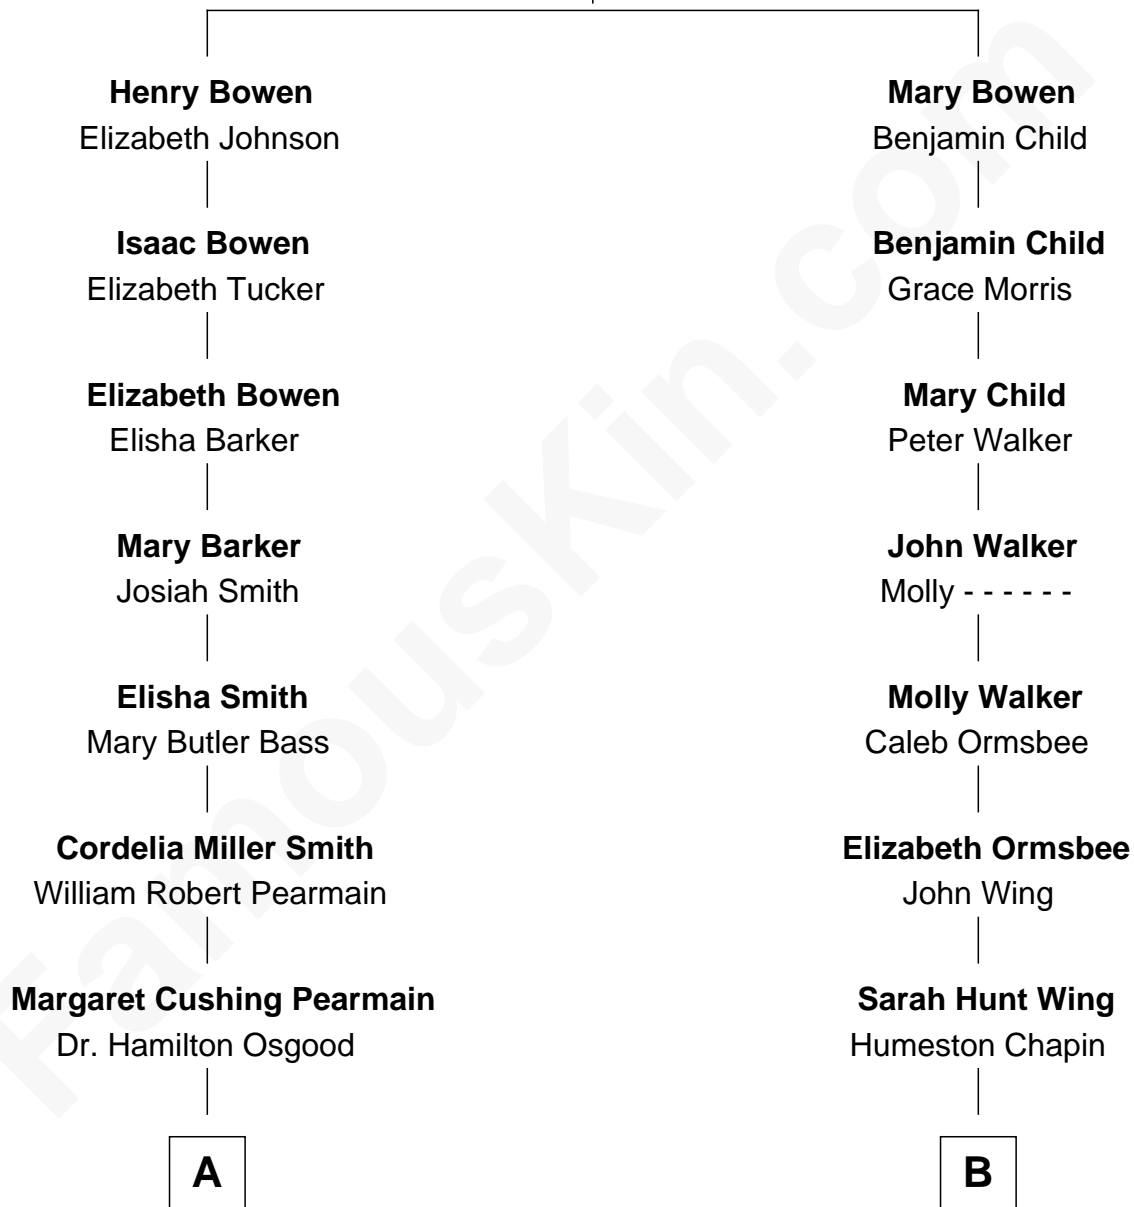 Henry Bowen
Elizabeth Johnson
Isaac Bowen
Elizabeth Tucker
Elizabeth Bowen
Elisha Barker
Mary Barker
Josiah Smith
Elisha Smith
Mary Butler Bass
Cordelia Miller Smith
William Robert Pearmain
Margaret Cushing Pearmain
Dr. Hamilton Osgood
A
Mary Bowen
Benjamin Child
Benjamin Child
Grace Morris
Mary Child
Peter Walker
John Walker
Molly - - - - - -
Molly Walker
Caleb Ormsbee
Elizabeth Ormsbee
John Wing
Sarah Hunt Wing
Humeston Chapin
B
FamousKin.com